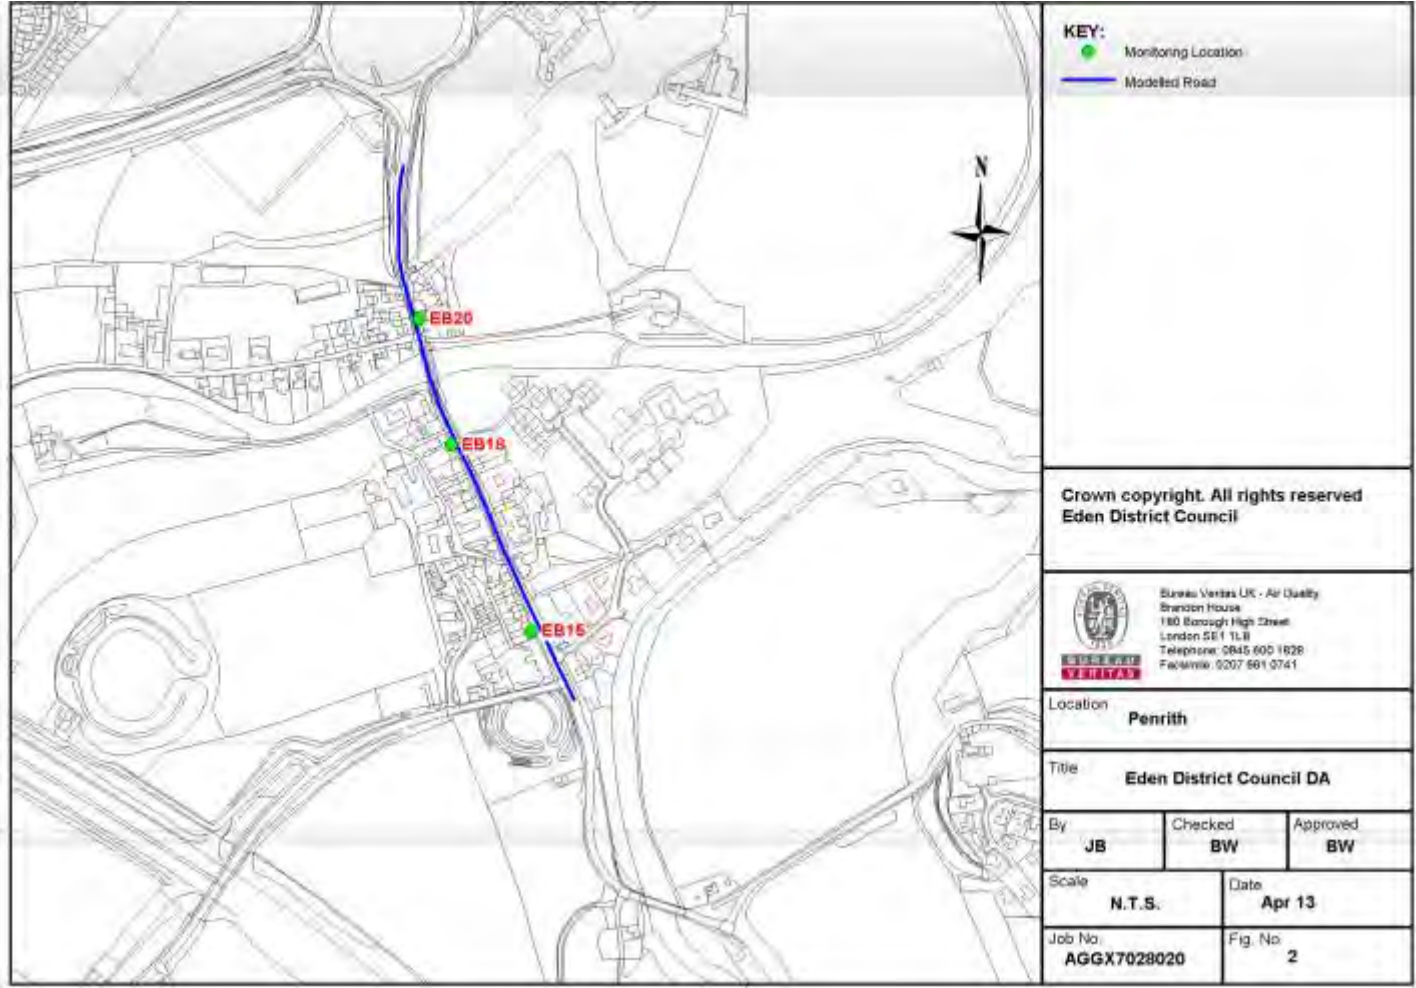 KEY:
Monitoring Location
Modelled Road
N
EB20
EB18
EB15
Crown copyright. All rights reserved
Eden District Council
BUREAU
VERITAS
Bureau Veritas UK - Air Quality
Brandon House
180 Borough High Street
London SE1 1LB
Telephone: 0845 600 1828
Facsimile: 0207 661 0741
Location
Penrith
Title
Eden District Council DA
By
JB
Checked
BW
Approved
BW
Scale
N.T.S.
Date
Apr 13
Job No.
AGGX7028020
Fig. No
2